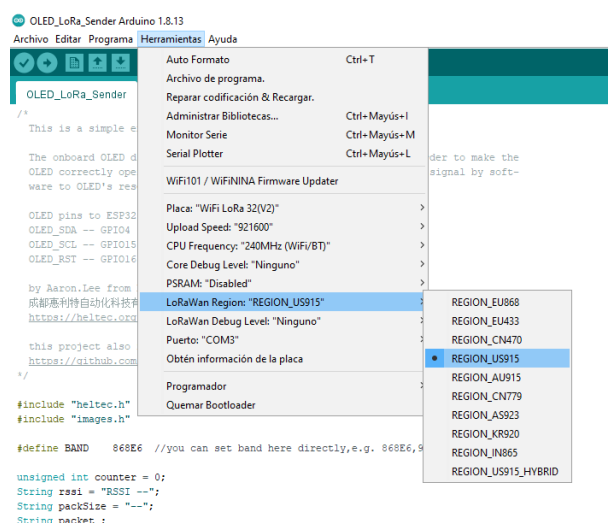 OLED_LoRa_Sender Arduino 1.8.13
Archivo Editar Programa Herramientas Ayuda
OLED_LoRa_Sender
Auto Formato Ctrl+T
Archivo de programa.
Reparar codificación & Recargar.
Administrar Bibliotecas... Ctrl+Mayús+I
Monitor Serie Ctrl+Mayús+M
Serial Plotter Ctrl+Mayús+L
WiFi101 / WiFiNINA Firmware Updater
Placa: "WiFi LoRa 32(V2)"
Upload Speed: "921600"
CPU Frequency: "240MHz (WiFi/BT)"
Core Debug Level: "Ninguno"
PSRAM: "Disabled"
LoRaWan Region: "REGION_US915"
LoRaWan Debug Level: "Ninguno"
Puerto: "COM3"
Obtén información de la placa
Programador
Quemar Bootloader
REGION_EU868
REGION_EU433
REGION_CN470
REGION_US915
REGION_AU915
REGION_CN779
REGION_AS923
REGION_KR920
REGION_IN865
REGION_US915_HYBRID
/*
This is a simple e
The onboard OLED d der to make the
OLED correctly ope signal by soft-
ware to OLED's res
OLED pins to ESP32
OLED_SDA -- GPIO4
OLED_SCL -- GPIO15
OLED_RST -- GPIO16
by Aaron.Lee from
成都惠利特自动化科技有
https://heltec.org
this project also
https://github.com
*/
#include "heltec.h"
#include "images.h"
#define BAND 868E6 //you can set band here directly,e.g. 868E6,9
unsigned int counter = 0;
String rssi = "RSSI --";
String packSize = "--";
String packet ;